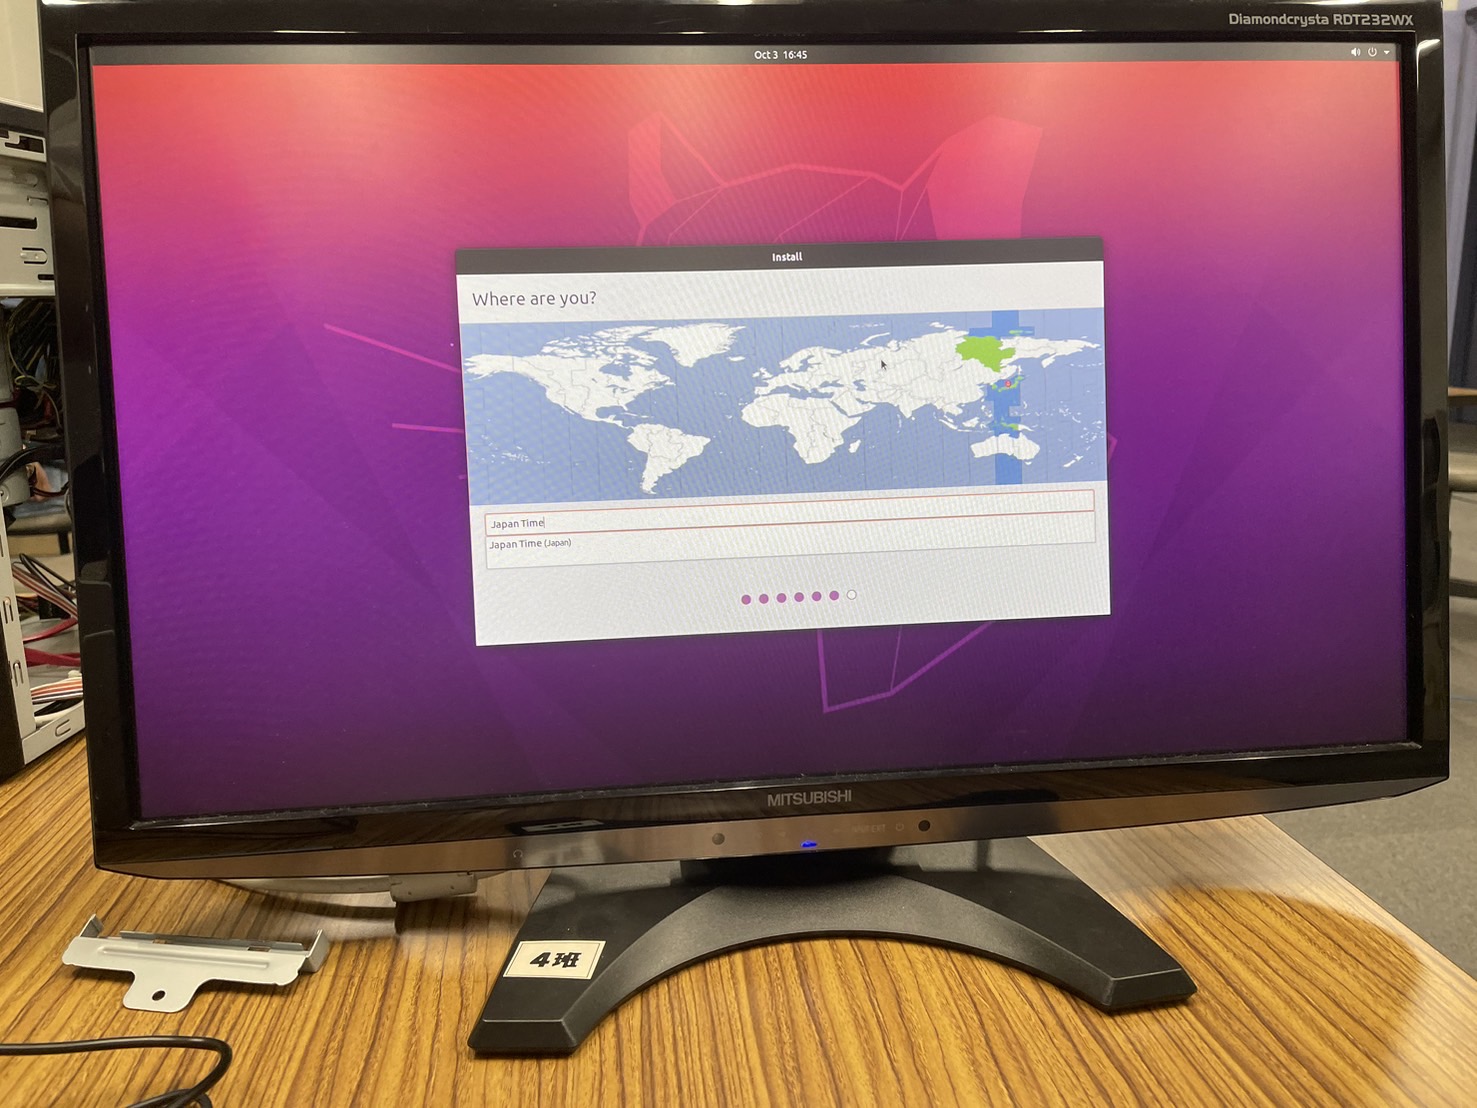 Diamondcrysta RDT232WX
Oct 3 16:45
Install
Where are you?
Japan Time
Japan Time (Japan)
MITSUBISHI
4班